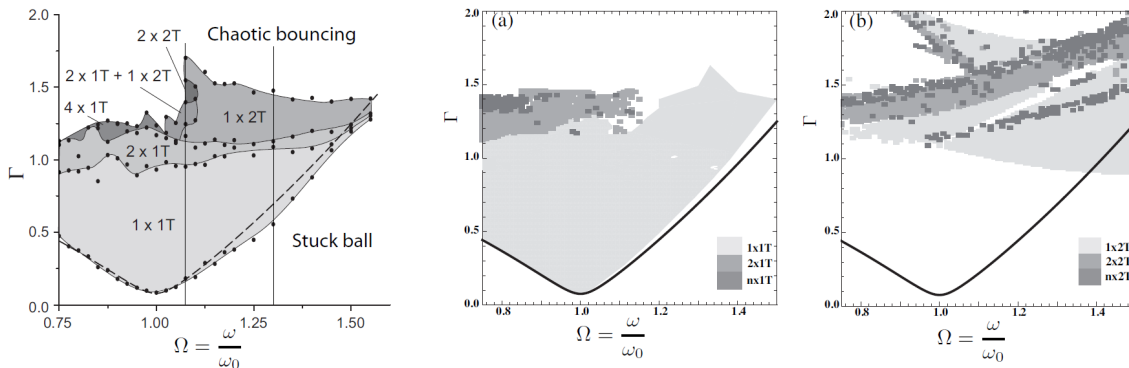 2 x 2T
Chaotic bouncing
2 x 1T + 1 x 2T
4 x 1T
1 x 2T
2 x 1T
1 x 1T
Stuck ball
Γ
2.0
1.5
1.0
0.5
0.0
0.75
1.00
1.25
1.50
Ω = ω/ω₀
(a)
Γ
2.0
1.5
1.0
0.5
0.0
1x1T
2x1T
nx1T
1.0
1.2
1.4
Ω = ω/ω₀
(b)
Γ
2.0
1.5
1.0
0.5
0.0
1x2T
2x2T
nx2T
0.8
1.0
1.2
1.4
Ω = ω/ω₀